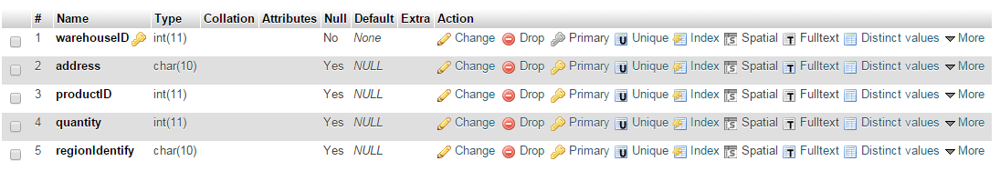 # Name Type Collation Attributes Null Default Extra Action
1 warehouseID int(11) No None Change Drop Primary Unique Index Spatial Fulltext Distinct values More
2 address char(10) Yes NULL Change Drop Primary Unique Index Spatial Fulltext Distinct values More
3 productID int(11) Yes NULL Change Drop Primary Unique Index Spatial Fulltext Distinct values More
4 quantity int(11) Yes NULL Change Drop Primary Unique Index Spatial Fulltext Distinct values More
5 regionIdentify char(10) Yes NULL Change Drop Primary Unique Index Spatial Fulltext Distinct values More